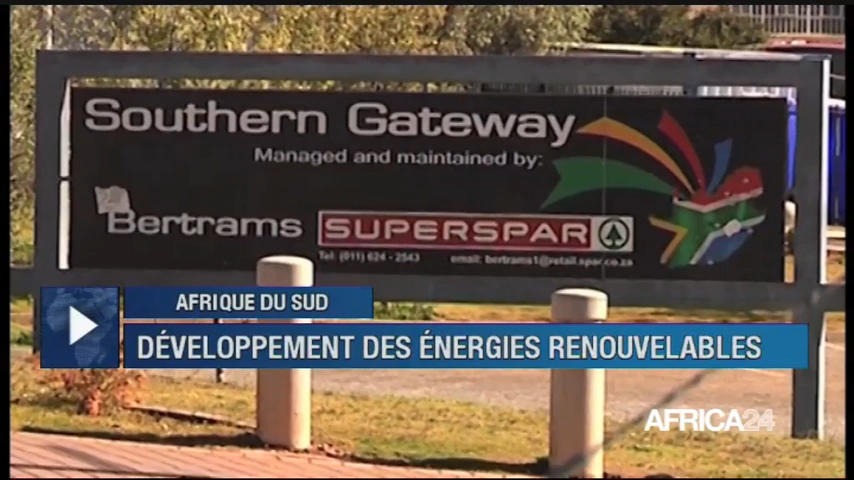 Southern Gateway
Managed and maintained by:
Bertrams SUPERSPAR
Tel: (011) 624 - 2543 email: bertrams1@retail.spar.co.za
AFRIQUE DU SUD
DÉVELOPPEMENT DES ÉNERGIES RENOUVELABLES
AFRICA24